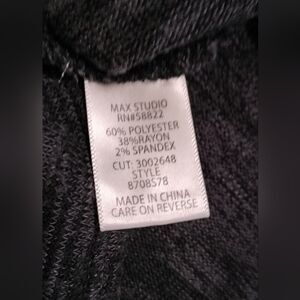 MAX STUDIO
RN#58822
60% POLYESTER
38%RAYON
2% SPANDEX
CUT: 3002648
STYLE
8708S78
MADE IN CHINA
CARE ON REVERSE